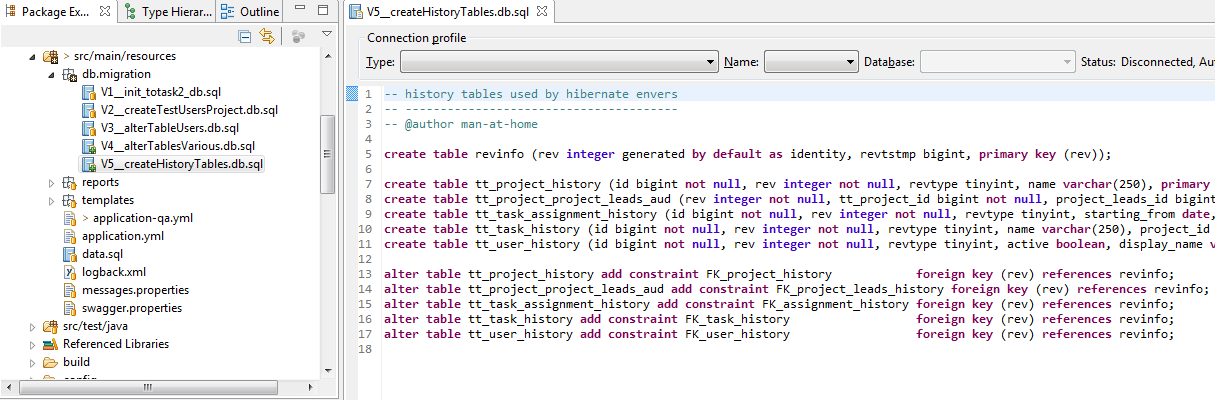 Package Ex...
Type Hierar...
Outline
> src/main/resources
db.migration
V1__init_totask2_db.sql
V2__createTestUsersProject.db.sql
V3__alterTableUsers.db.sql
V4__alterTablesVarious.db.sql
V5__createHistoryTables.db.sql
reports
templates
> application-qa.yml
application.yml
data.sql
logback.xml
messages.properties
swagger.properties
src/test/java
Referenced Libraries
build
V5__createHistoryTables.db.sql
Connection profile
Type: Name: Database: Status: Disconnected, Au
1 -- history tables used by hibernate envers
2 -- ---------------------------------------
3 -- @author man-at-home
4
5 create table revinfo (rev integer generated by default as identity, revtstmp bigint, primary key (rev));
6
7 create table tt_project_history (id bigint not null, rev integer not null, revtype tinyint, name varchar(250), primary
8 create table tt_project_project_leads_aud (rev integer not null, tt_project_id bigint not null, project_leads_id bigint
9 create table tt_task_assignment_history (id bigint not null, rev integer not null, revtype tinyint, starting_from date,
10 create table tt_task_history (id bigint not null, rev integer not null, revtype tinyint, name varchar(250), project_id
11 create table tt_user_history (id bigint not null, rev integer not null, revtype tinyint, active boolean, display_name v
12
13 alter table tt_project_history add constraint FK_project_history foreign key (rev) references revinfo;
14 alter table tt_project_project_leads_aud add constraint FK_project_leads_history foreign key (rev) references revinfo;
15 alter table tt_task_assignment_history add constraint FK_assignment_history foreign key (rev) references revinfo;
16 alter table tt_task_history add constraint FK_task_history foreign key (rev) references revinfo;
17 alter table tt_user_history add constraint FK_user_history foreign key (rev) references revinfo;
18